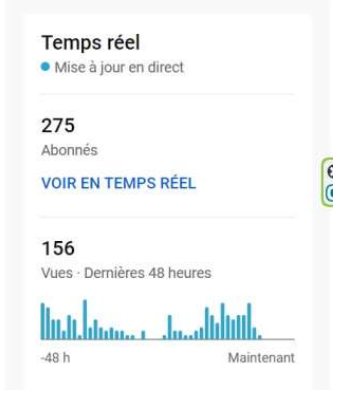 Temps réel
Mise à jour en direct
275
Abonnés
VOIR EN TEMPS RÉEL
156
Vues · Dernières 48 heures
-48 h
Maintenant